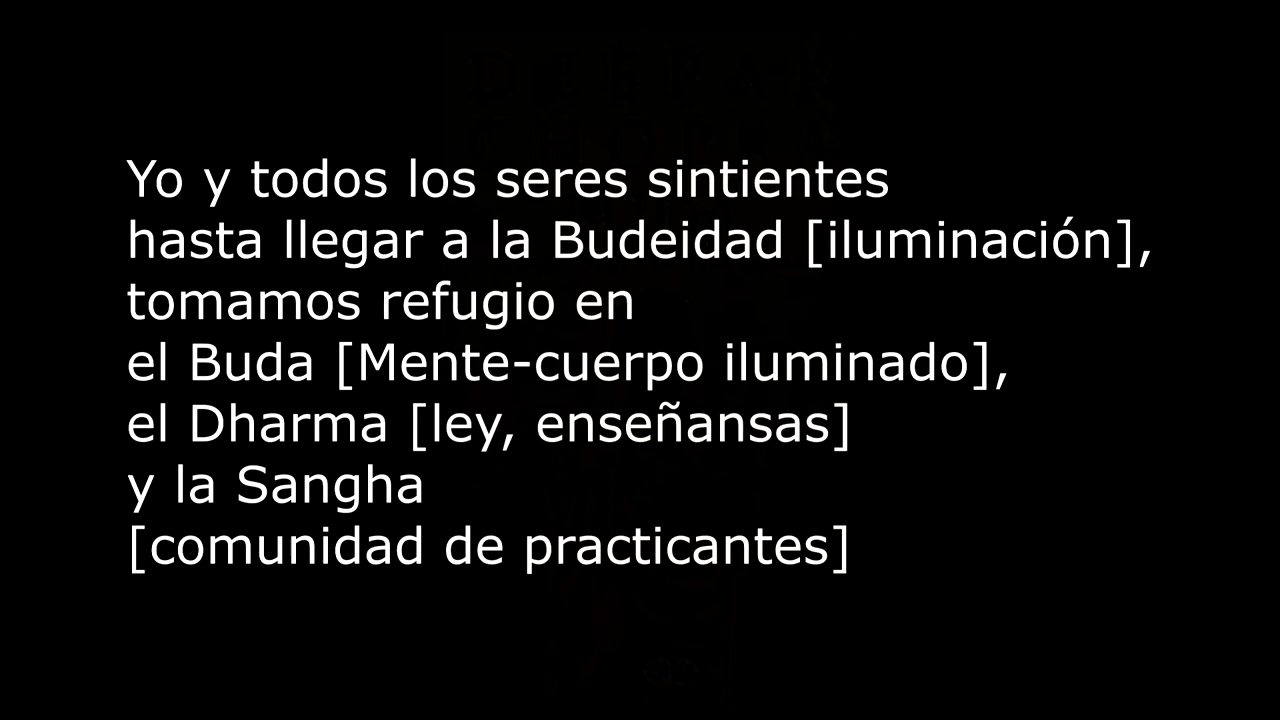 Yo y todos los seres sintientes
hasta llegar a la Budeidad [iluminación],
tomamos refugio en
el Buda [Mente-cuerpo iluminado],
el Dharma [ley, enseñansas]
y la Sangha
[comunidad de practicantes]